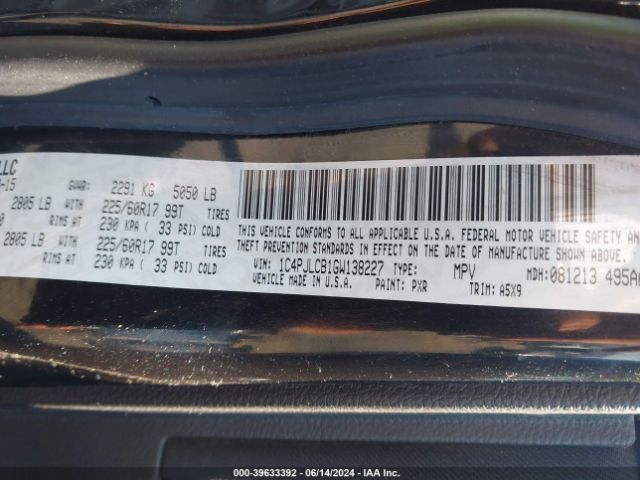 LLC
-15 GVWR: 2291 KG 5050 LB
2805 LB WITH 225/60R17 99T TIRES
0 RIMS AT 230 KPA ( 33 PSI) COLD
2805 LB WITH 225/60R17 99T TIRES
RIMS AT 230 KPA ( 33 PSI) COLD
THIS VEHICLE CONFORMS TO ALL APPLICABLE U.S.A. FEDERAL MOTOR VEHICLE SAFETY AN
THEFT PREVENTION STANDARDS IN EFFECT ON THE DATE OF MANUFACTURE SHOWN ABOVE.
VIN: 1C4PJLCB1GW138227 TYPE: MPV MDH: 081213 495A
VEHICLE MADE IN U.S.A. PAINT: PXR TRIM: A5X9
000-39633392 - 06/14/2024 - IAA Inc.